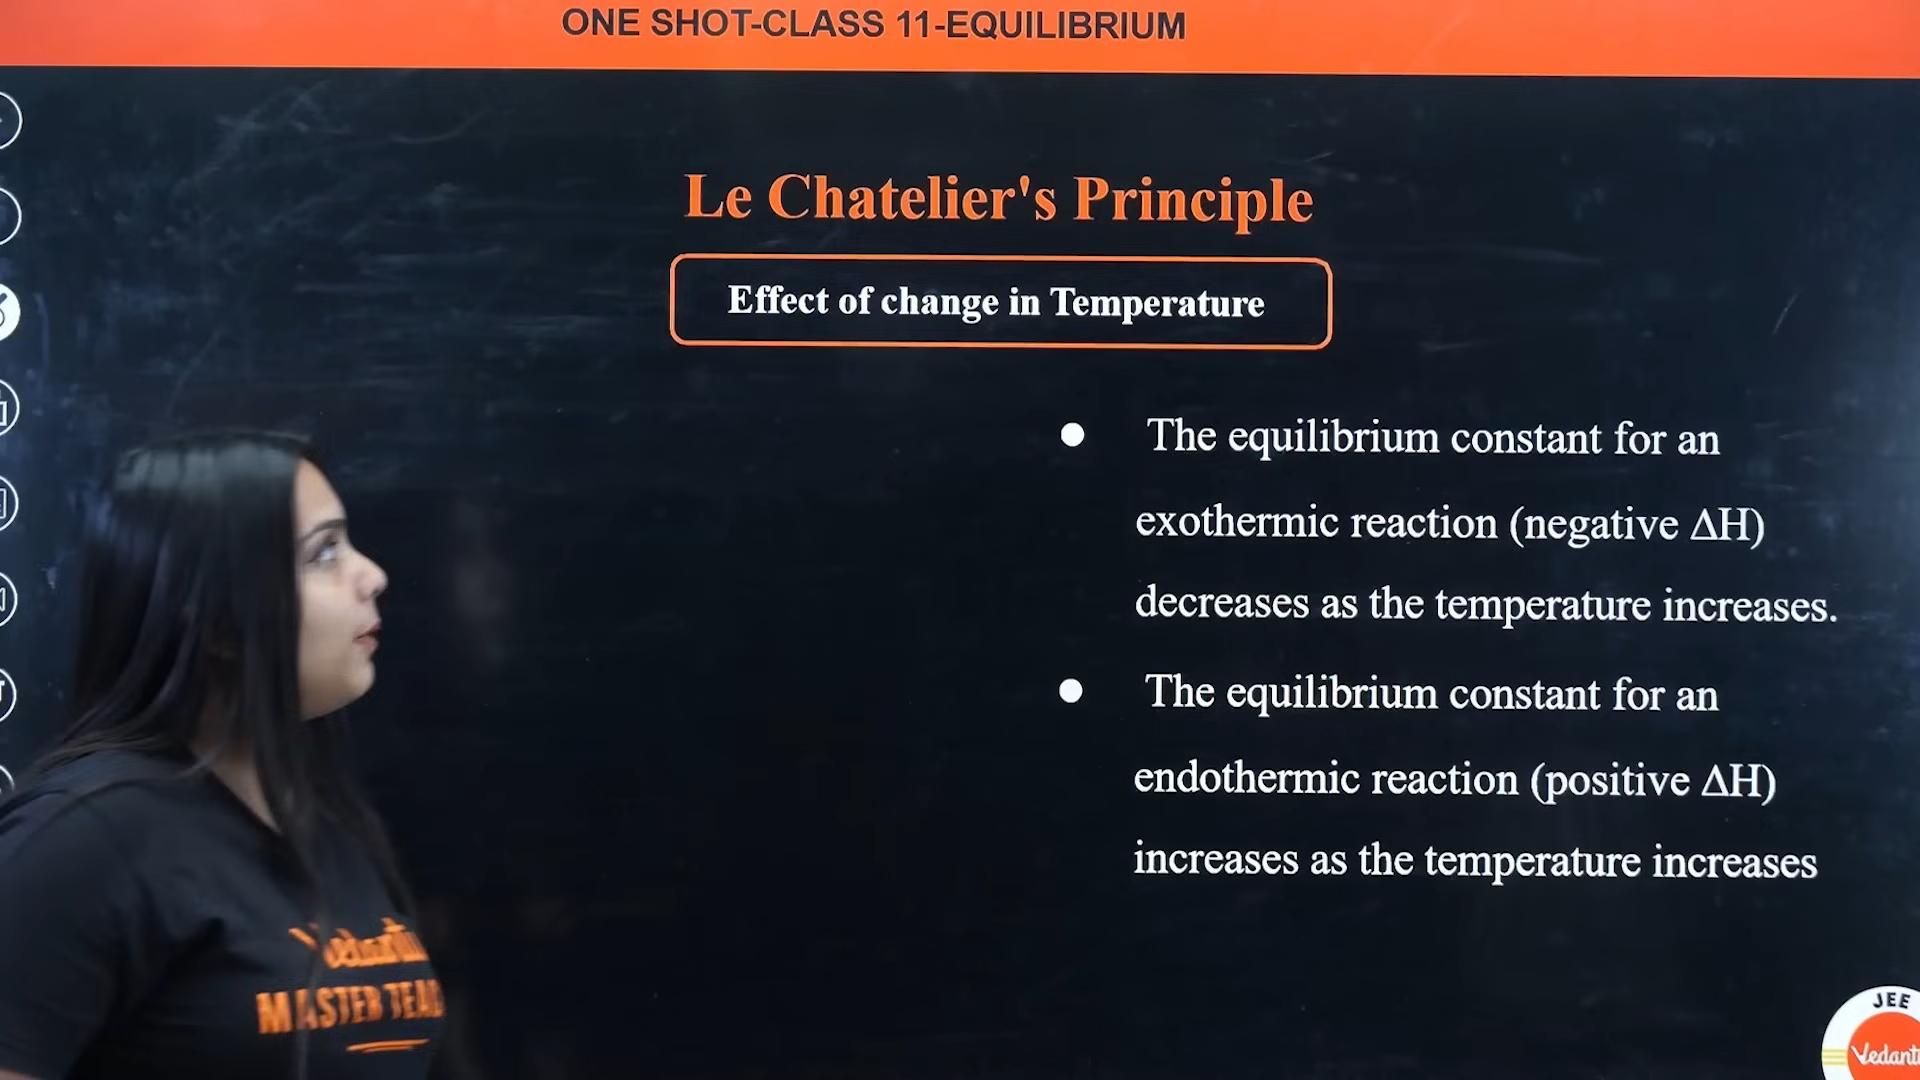 ONE SHOT-CLASS 11-EQUILIBRIUM
Le Chatelier's Principle
Effect of change in Temperature
● The equilibrium constant for an
exothermic reaction (negative ΔH)
decreases as the temperature increases.
● The equilibrium constant for an
endothermic reaction (positive ΔH)
increases as the temperature increases
MASTER
JEE